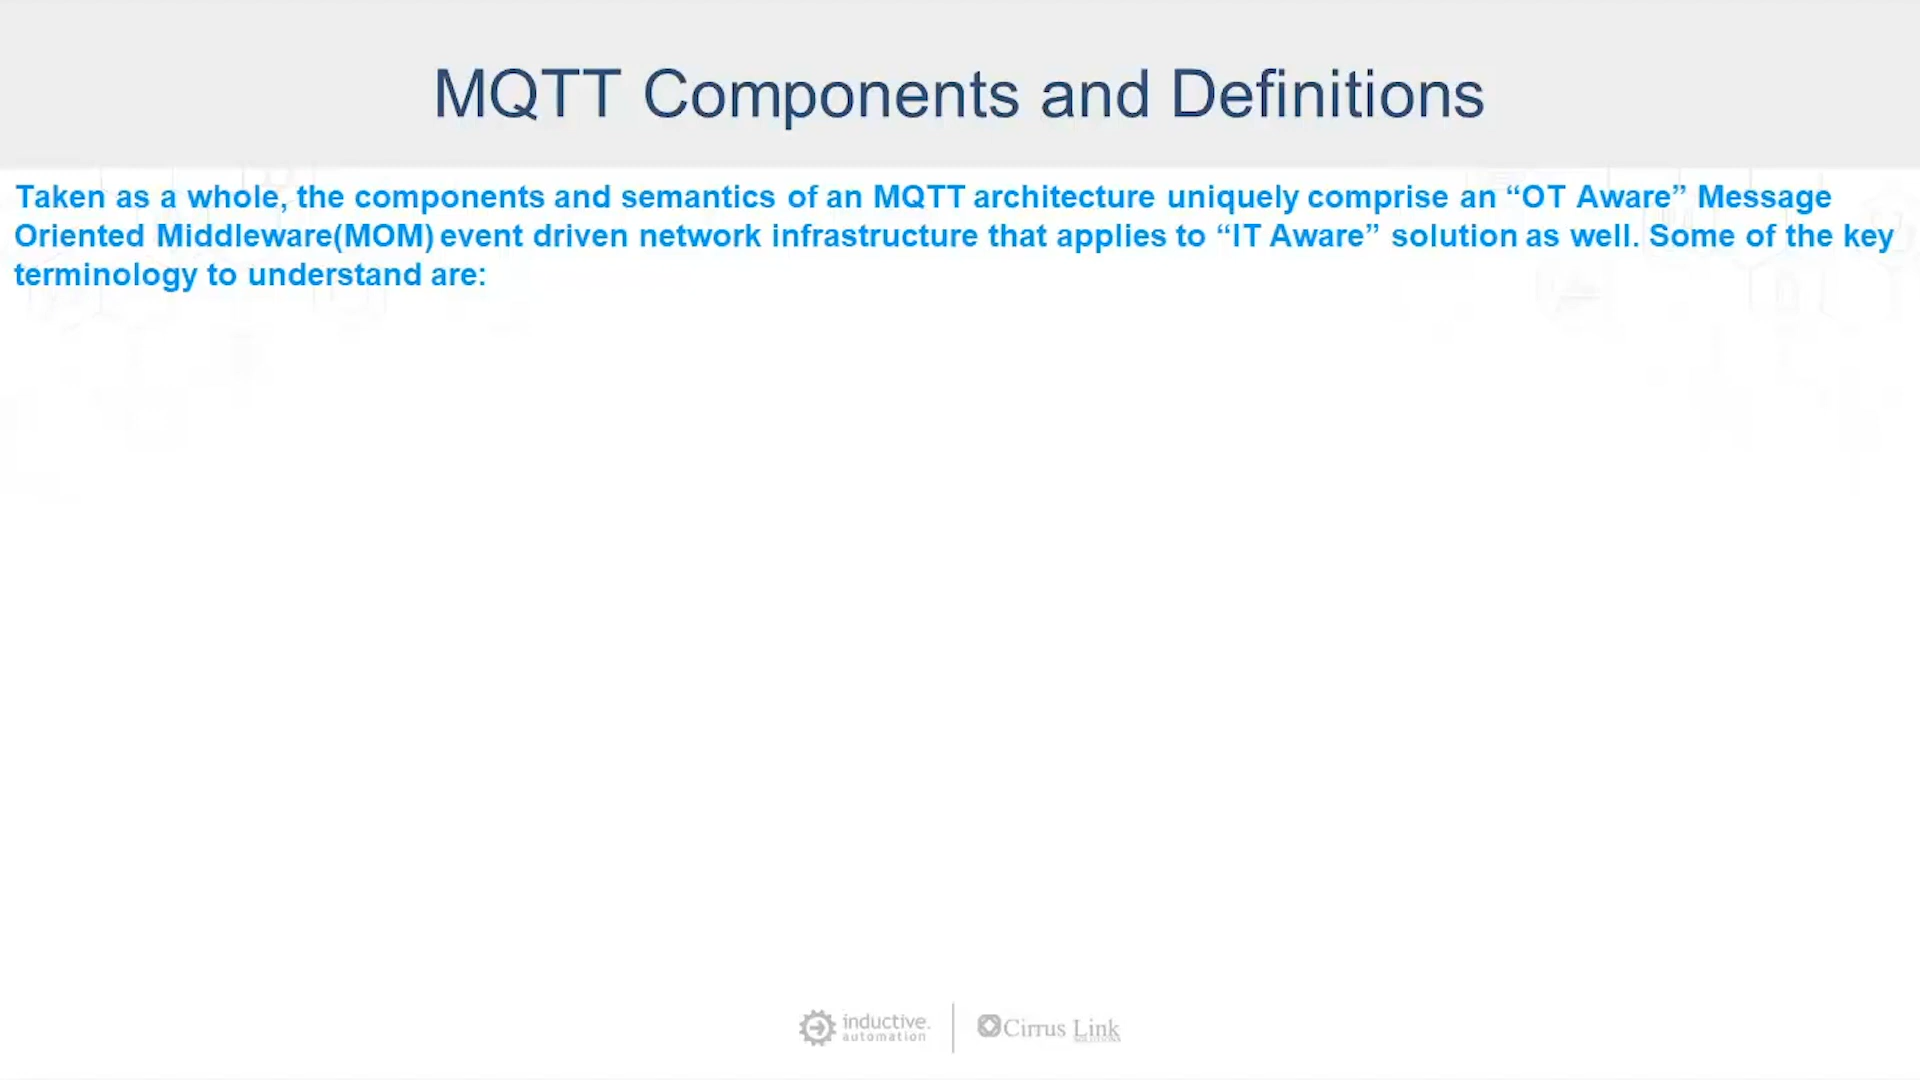 MQTT Components and Definitions
Taken as a whole, the components and semantics of an MQTT architecture uniquely comprise an “OT Aware” Message
Oriented Middleware(MOM) event driven network infrastructure that applies to “IT Aware” solution as well. Some of the key
terminology to understand are:
inductive.
automation
Cirrus Link
SOLUTIONS